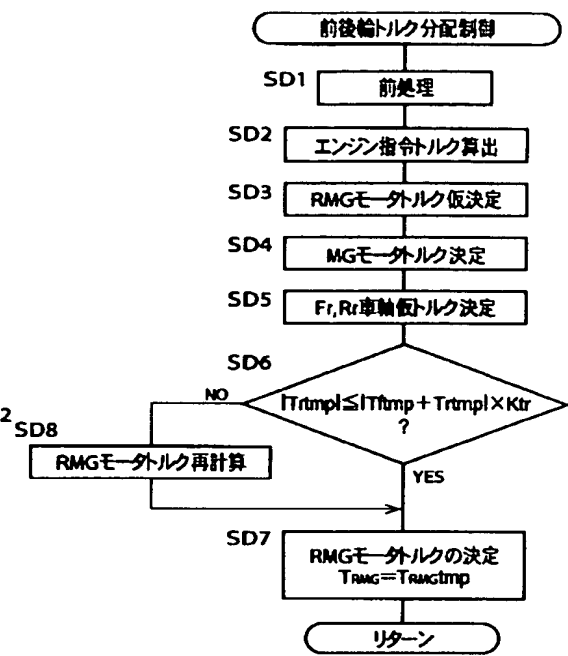 前後輪トルク分配制御
SD1
前処理
SD2
エンジン指令トルク算出
SD3
RMGモータトルク仮決定
SD4
MGモータトルク決定
SD5
Fr,Rr車軸仮トルク決定
SD6
|Trtmp|≦|Tftmp+Trtmp|×Ktr
?
NO
YES
2
SD8
RMGモータトルク再計算
SD7
RMGモータトルクの決定
TRMG=TRMGtmp
リターン